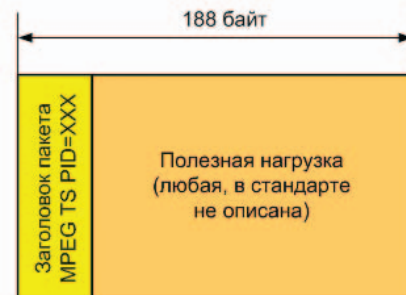 188 байт
Заголовок пакета
MPEG TS PID=XXX
Полезная нагрузка
(любая, в стандарте
не описана)